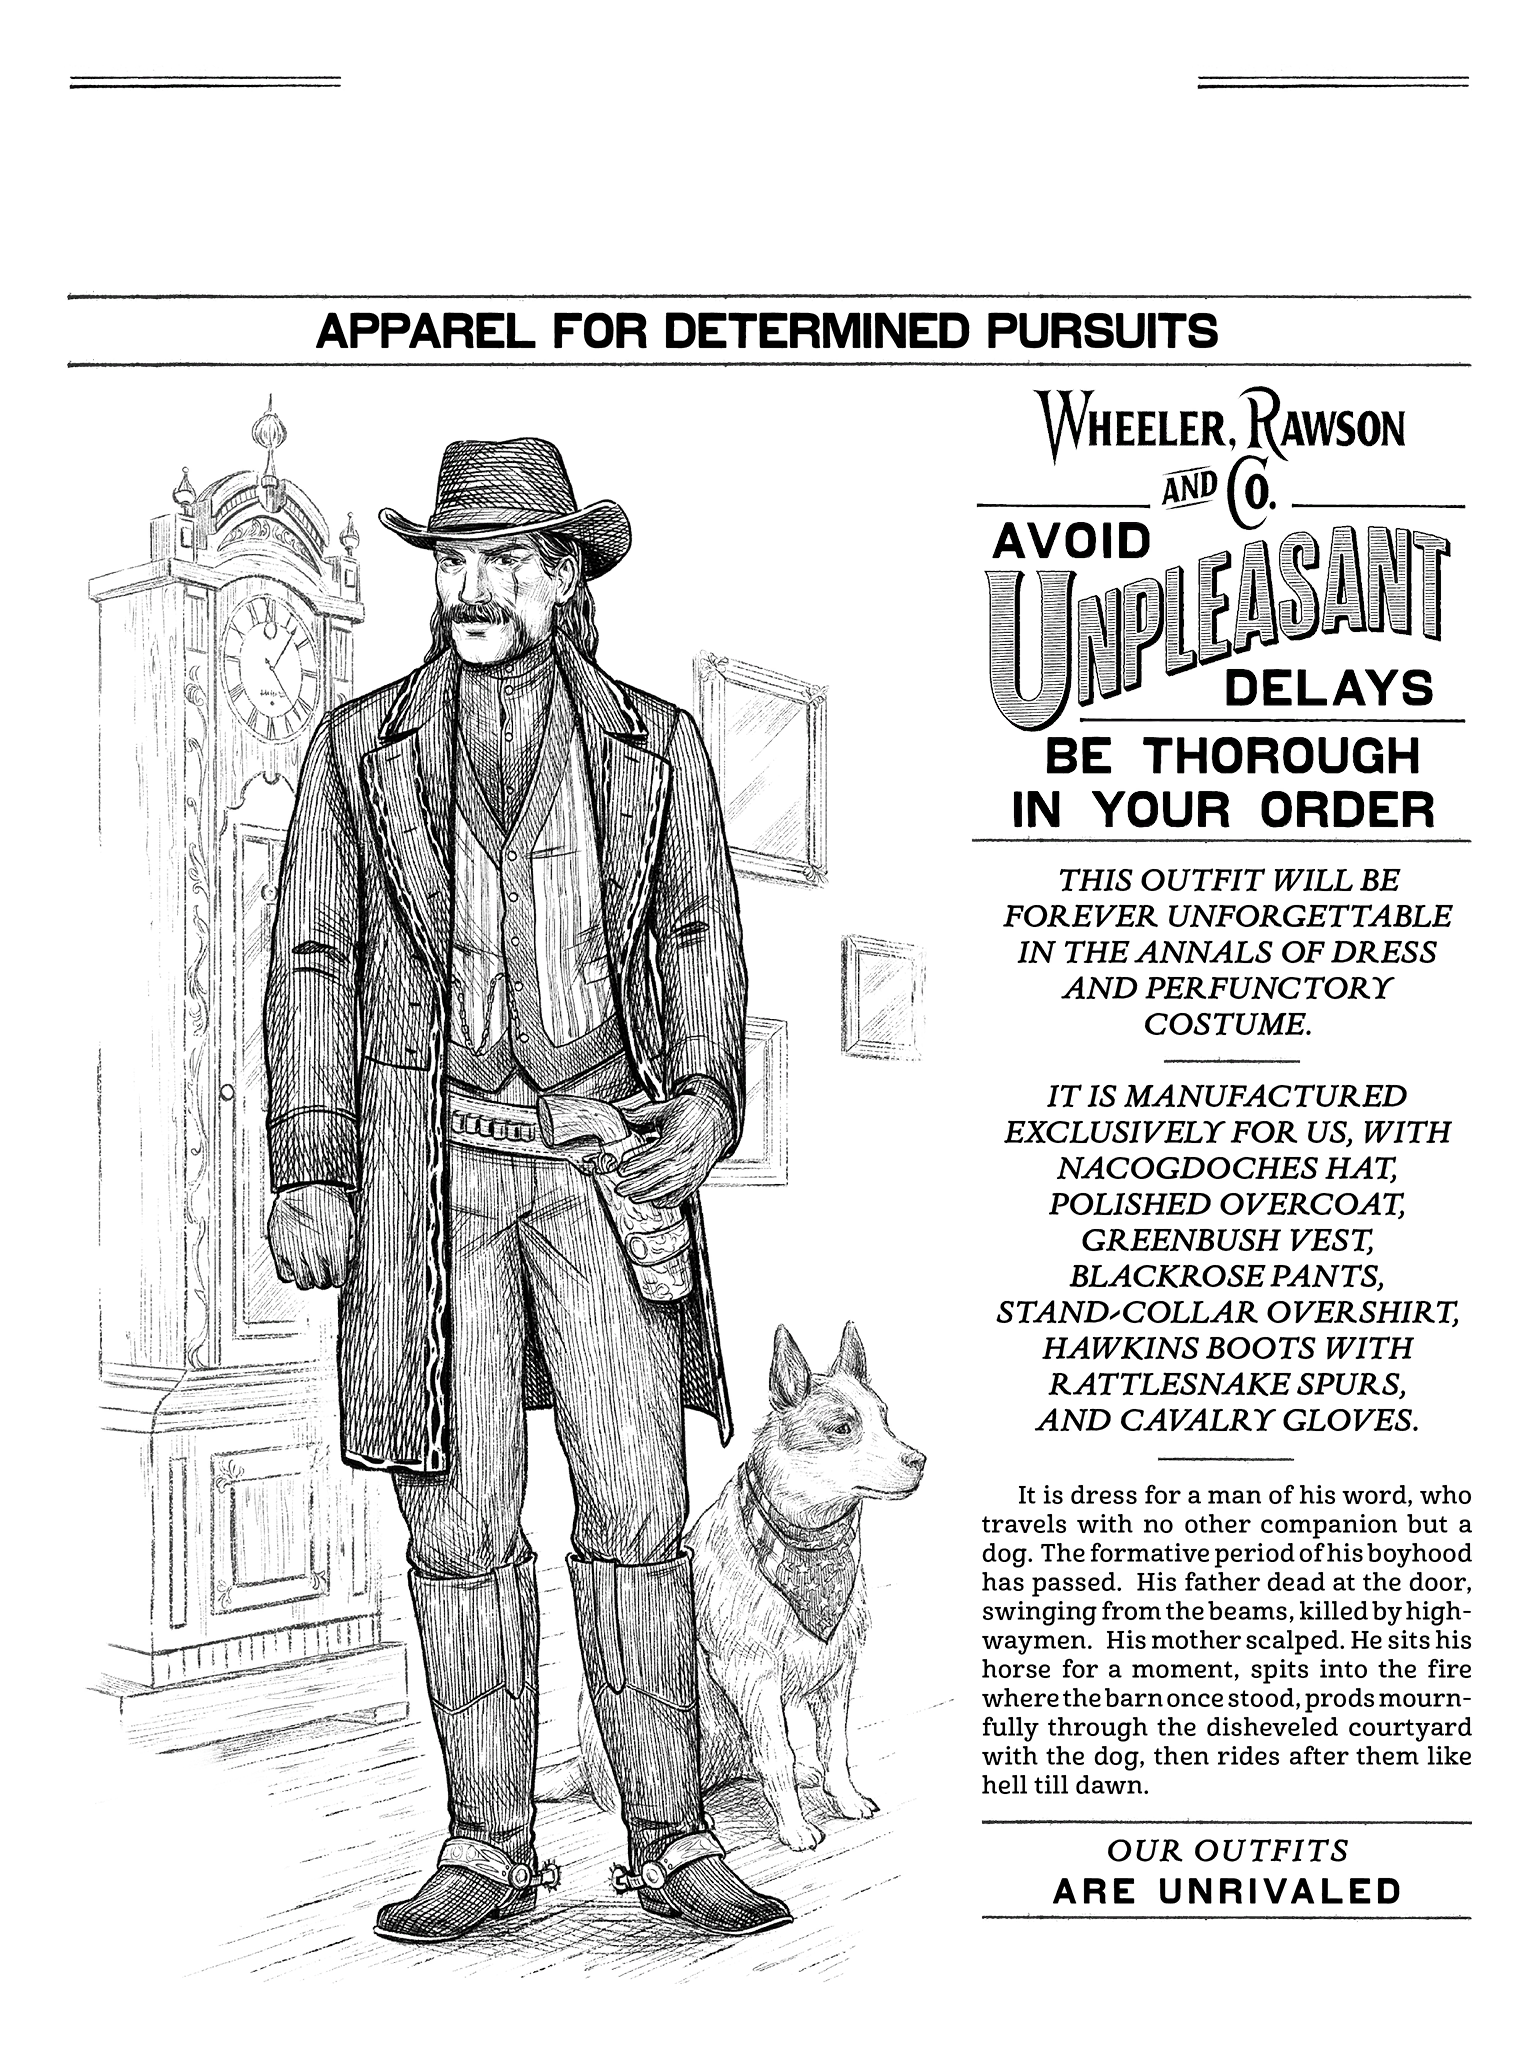 APPAREL FOR DETERMINED PURSUITS
WHEELER, RAWSON
AND CO.
AVOID
UNPLEASANT
DELAYS
BE THOROUGH
IN YOUR ORDER
THIS OUTFIT WILL BE
FOREVER UNFORGETTABLE
IN THE ANNALS OF DRESS
AND PERFUNCTORY
COSTUME.
IT IS MANUFACTURED
EXCLUSIVELY FOR US, WITH
NACOGDOCHES HAT,
POLISHED OVERCOAT,
GREENBUSH VEST,
BLACKROSE PANTS,
STAND-COLLAR OVERSHIRT,
HAWKINS BOOTS WITH
RATTLESNAKE SPURS,
AND CAVALRY GLOVES.
It is dress for a man of his word, who
travels with no other companion but a
dog. The formative period of his boyhood
has passed. His father dead at the door,
swinging from the beams, killed by high-
waymen. His mother scalped. He sits his
horse for a moment, spits into the fire
where the barn once stood, prods mourn-
fully through the disheveled courtyard
with the dog, then rides after them like
hell till dawn.
OUR OUTFITS
ARE UNRIVALED